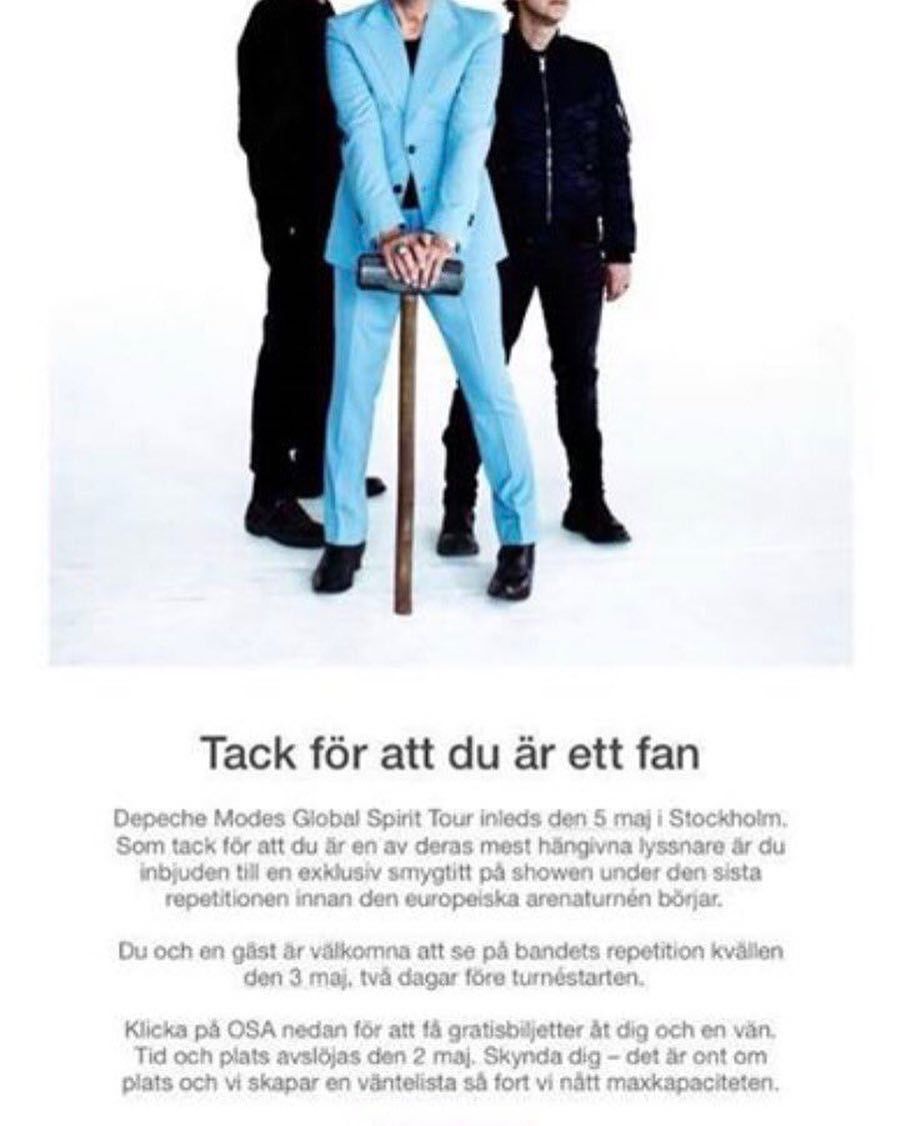 Tack för att du är ett fan
Depeche Modes Global Spirit Tour inleds den 5 maj i Stockholm.
Som tack för att du är en av deras mest hängivna lyssnare är du
inbjuden till en exklusiv smygtitt på showen under den sista
repetitionen innan den europeiska arenaturnén börjar.
Du och en gäst är välkomna att se på bandets repetition kvällen
den 3 maj, två dagar före turnéstarten.
Klicka på OSA nedan för att få gratisbiljetter åt dig och en vän.
Tid och plats avslöjas den 2 maj. Skynda dig – det är ont om
plats och vi skapar en väntelista så fort vi nått maxkapaciteten.